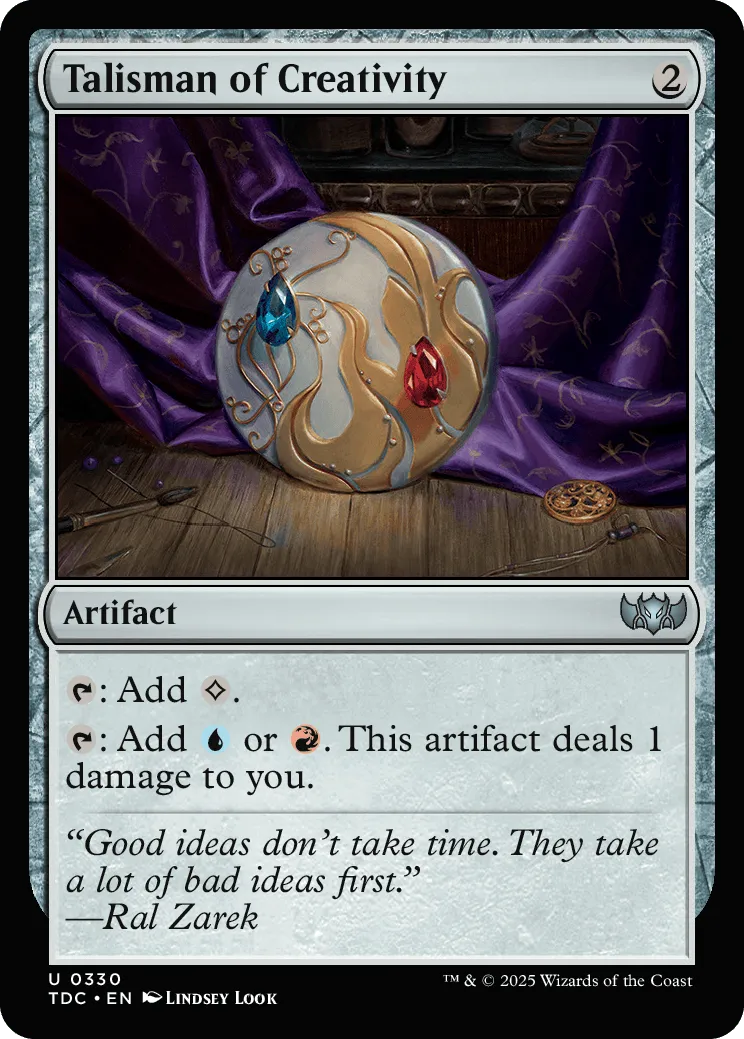 Talisman of Creativity 2
Artifact
: Add .
: Add or . This artifact deals 1
damage to you.
“Good ideas don’t take time. They take
a lot of bad ideas first.”
—Ral Zarek
U 0330
TDC • EN Lindsey Look
™ & © 2025 Wizards of the Coast